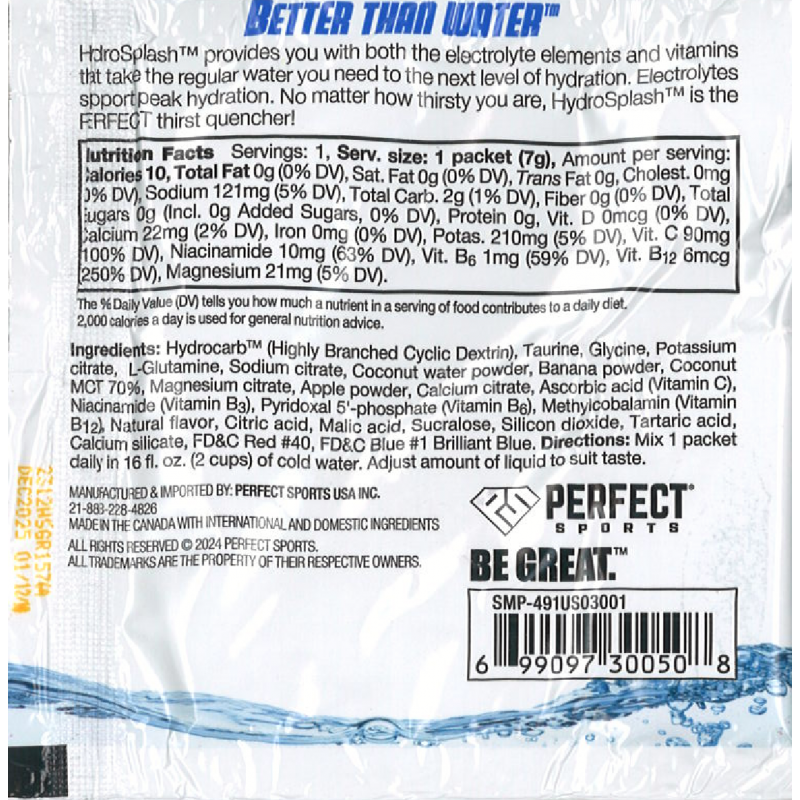 BETTER THAN WATER™
HdroSplash™ provides you with both the electrolyte elements and vitamins
tht take the regular water you need to the next level of hydration. Electrolytes
spport peak hydration. No matter how thirsty you are, HydroSplash™ is the
PERFECT thirst quencher!
lutrition Facts Servings: 1, Serv. size: 1 packet (7g), Amount per serving:
Calories 10, Total Fat 0g (0% DV), Sat. Fat 0g (0% DV), Trans Fat 0g, Cholest. 0mg
0% DV), Sodium 121mg (5% DV), Total Carb. 2g (1% DV), Fiber 0g (0% DV), Total
Sugars 0g (Incl. 0g Added Sugars, 0% DV), Protein 0g, Vit. D 0mcg (0% DV),
Calcium 22mg (2% DV), Iron 0mg (0% DV), Potas. 210mg (5% DV), Vit. C 90mg
100% DV), Niacinamide 10mg (63% DV), Vit. B6 1mg (59% DV), Vit. B12 6mcg
250% DV), Magnesium 21mg (5% DV).
The % Daily Value (DV) tells you how much a nutrient in a serving of food contributes to a daily diet.
2,000 calories a day is used for general nutrition advice.
Ingredients: Hydrocarb™ (Highly Branched Cyclic Dextrin), Taurine, Glycine, Potassium
citrate, L-Glutamine, Sodium citrate, Coconut water powder, Banana powder, Coconut
MCT 70%, Magnesium citrate, Apple powder, Calcium citrate, Ascorbic acid (Vitamin C),
Niacinamide (Vitamin B3), Pyridoxal 5'-phosphate (Vitamin B6), Methylcobalamin (Vitamin
B12), Natural flavor, Citric acid, Malic acid, Sucralose, Silicon dioxide, Tartaric acid,
Calcium silicate, FD&C Red #40, FD&C Blue #1 Brilliant Blue. Directions: Mix 1 packet
daily in 16 fl. oz. (2 cups) of cold water. Adjust amount of liquid to suit taste.
MANUFACTURED & IMPORTED BY: PERFECT SPORTS USA INC.
21-888-228-4826
MADE IN THE CANADA WITH INTERNATIONAL AND DOMESTIC INGREDIENTS
ALL RIGHTS RESERVED © 2024 PERFECT SPORTS.
ALL TRADEMARKS ARE THE PROPERTY OF THEIR RESPECTIVE OWNERS.
PERFECT®
SPORTS
BE GREAT.™
SMP-491US03001
6 99097 30050 8
2312H56R157H
DEC2025